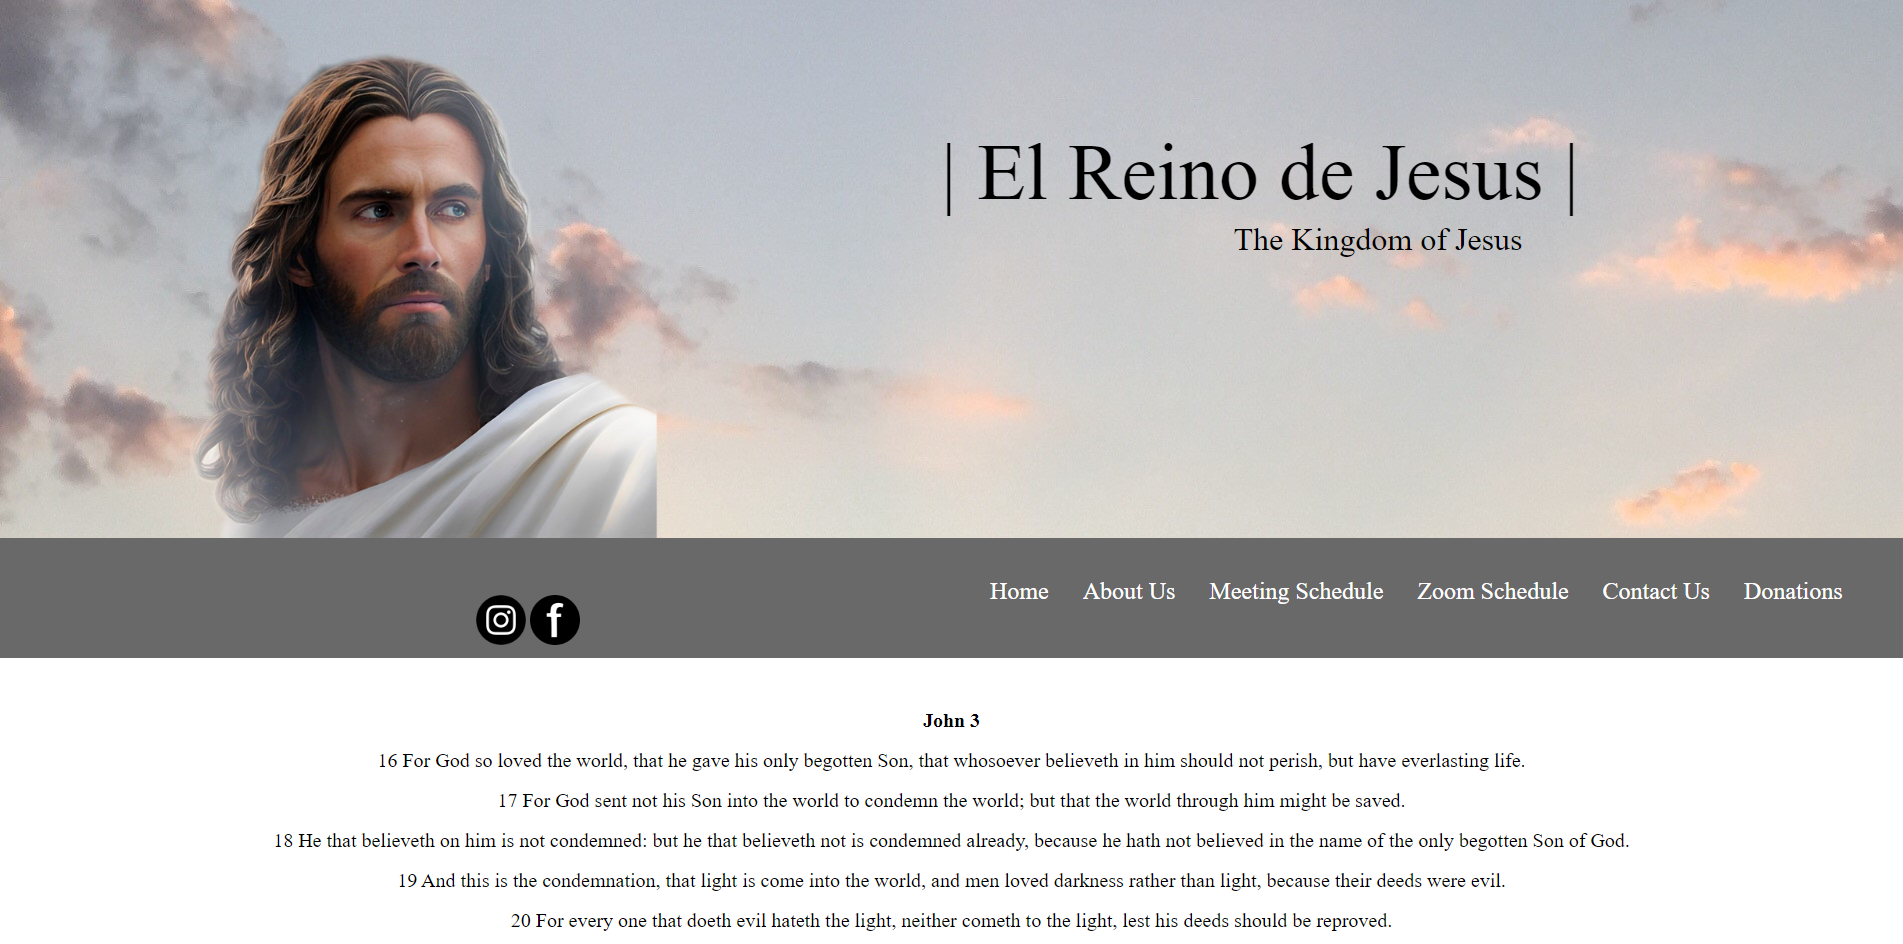 | El Reino de Jesus |
The Kingdom of Jesus
Home About Us Meeting Schedule Zoom Schedule Contact Us Donations
John 3
16 For God so loved the world, that he gave his only begotten Son, that whosoever believeth in him should not perish, but have everlasting life.
17 For God sent not his Son into the world to condemn the world; but that the world through him might be saved.
18 He that believeth on him is not condemned: but he that believeth not is condemned already, because he hath not believed in the name of the only begotten Son of God.
19 And this is the condemnation, that light is come into the world, and men loved darkness rather than light, because their deeds were evil.
20 For every one that doeth evil hateth the light, neither cometh to the light, lest his deeds should be reproved.